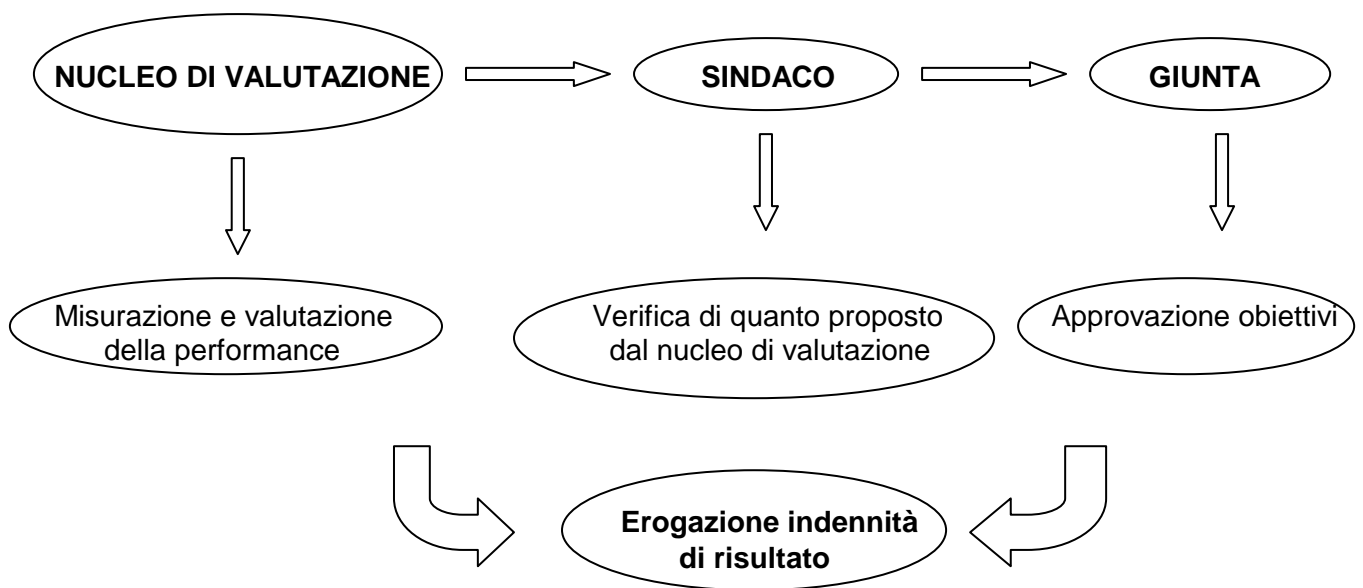 NUCLEO DI VALUTAZIONE
SINDACO
GIUNTA
Misurazione e valutazione
della performance
Verifica di quanto proposto
dal nucleo di valutazione
Approvazione obiettivi
Erogazione indennità
di risultato